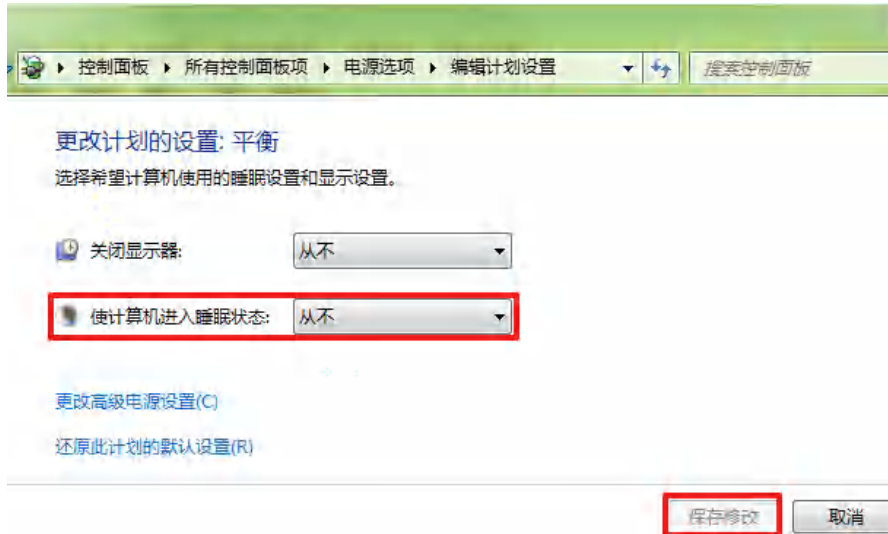 控制面板 ▸ 所有控制面板项 ▸ 电源选项 ▸ 编辑计划设置 搜索控制面板
更改计划的设置: 平衡
选择希望计算机使用的睡眠设置和显示设置。
关闭显示器: 从不
使计算机进入睡眠状态: 从不
更改高级电源设置(C)
还原此计划的默认设置(R)
保存修改 取消